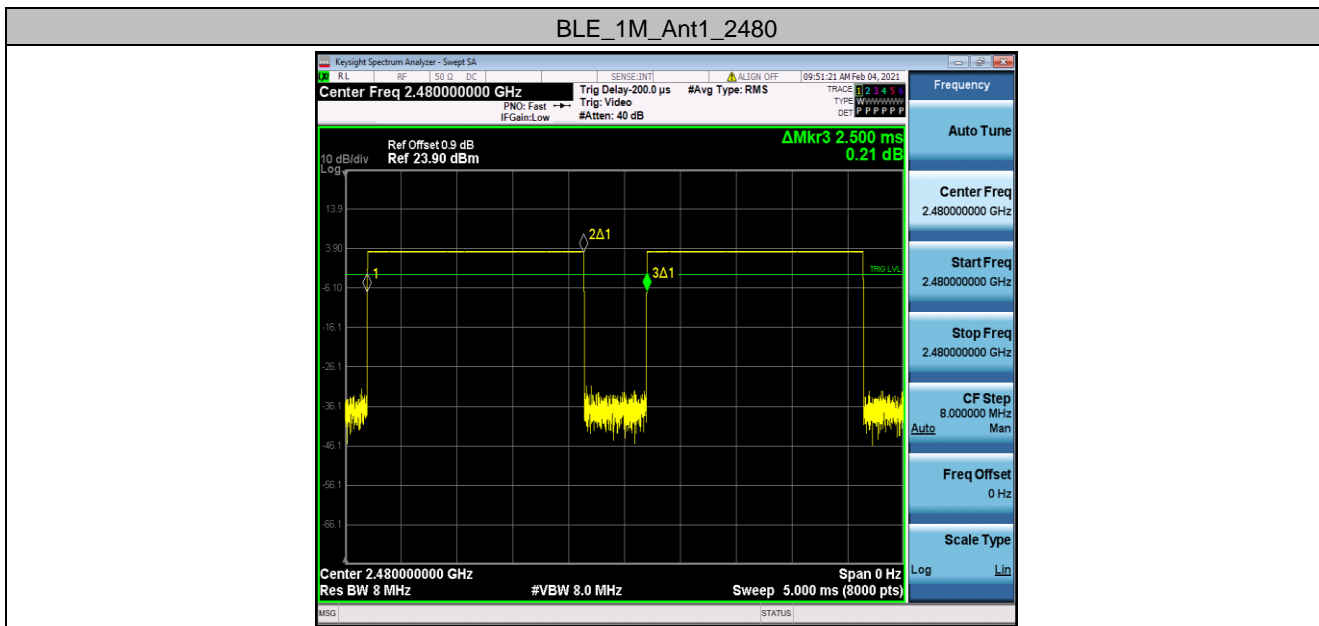 BLE_1M_Ant1_2480
Keysight Spectrum Analyzer - Swept SA
RL RF 50 Ω DC SENSE:INT ALIGN OFF 09:51:21 AM Feb 04, 2021
Center Freq 2.480000000 GHz
PNO: Fast
IFGain:Low
Trig Delay-200.0 µs
Trig: Video
#Atten: 40 dB
#Avg Type: RMS
TRACE 1 2 3 4 5 6
TYPE WWWWWW
DET P P P P P P
ΔMkr3 2.500 ms
0.21 dB
Ref Offset 0.9 dB
10 dB/div Ref 23.90 dBm
Log
13.9
3.90
-6.10
-16.1
-26.1
-36.1
-46.1
-56.1
-66.1
1
2Δ1
3Δ1
TRIG LVL
Center 2.480000000 GHz Span 0 Hz
Res BW 8 MHz #VBW 8.0 MHz Sweep 5.000 ms (8000 pts)
MSG STATUS
Frequency
Auto Tune
Center Freq
2.480000000 GHz
Start Freq
2.480000000 GHz
Stop Freq
2.480000000 GHz
CF Step
8.000000 MHz
Auto Man
Freq Offset
0 Hz
Scale Type
Log Lin